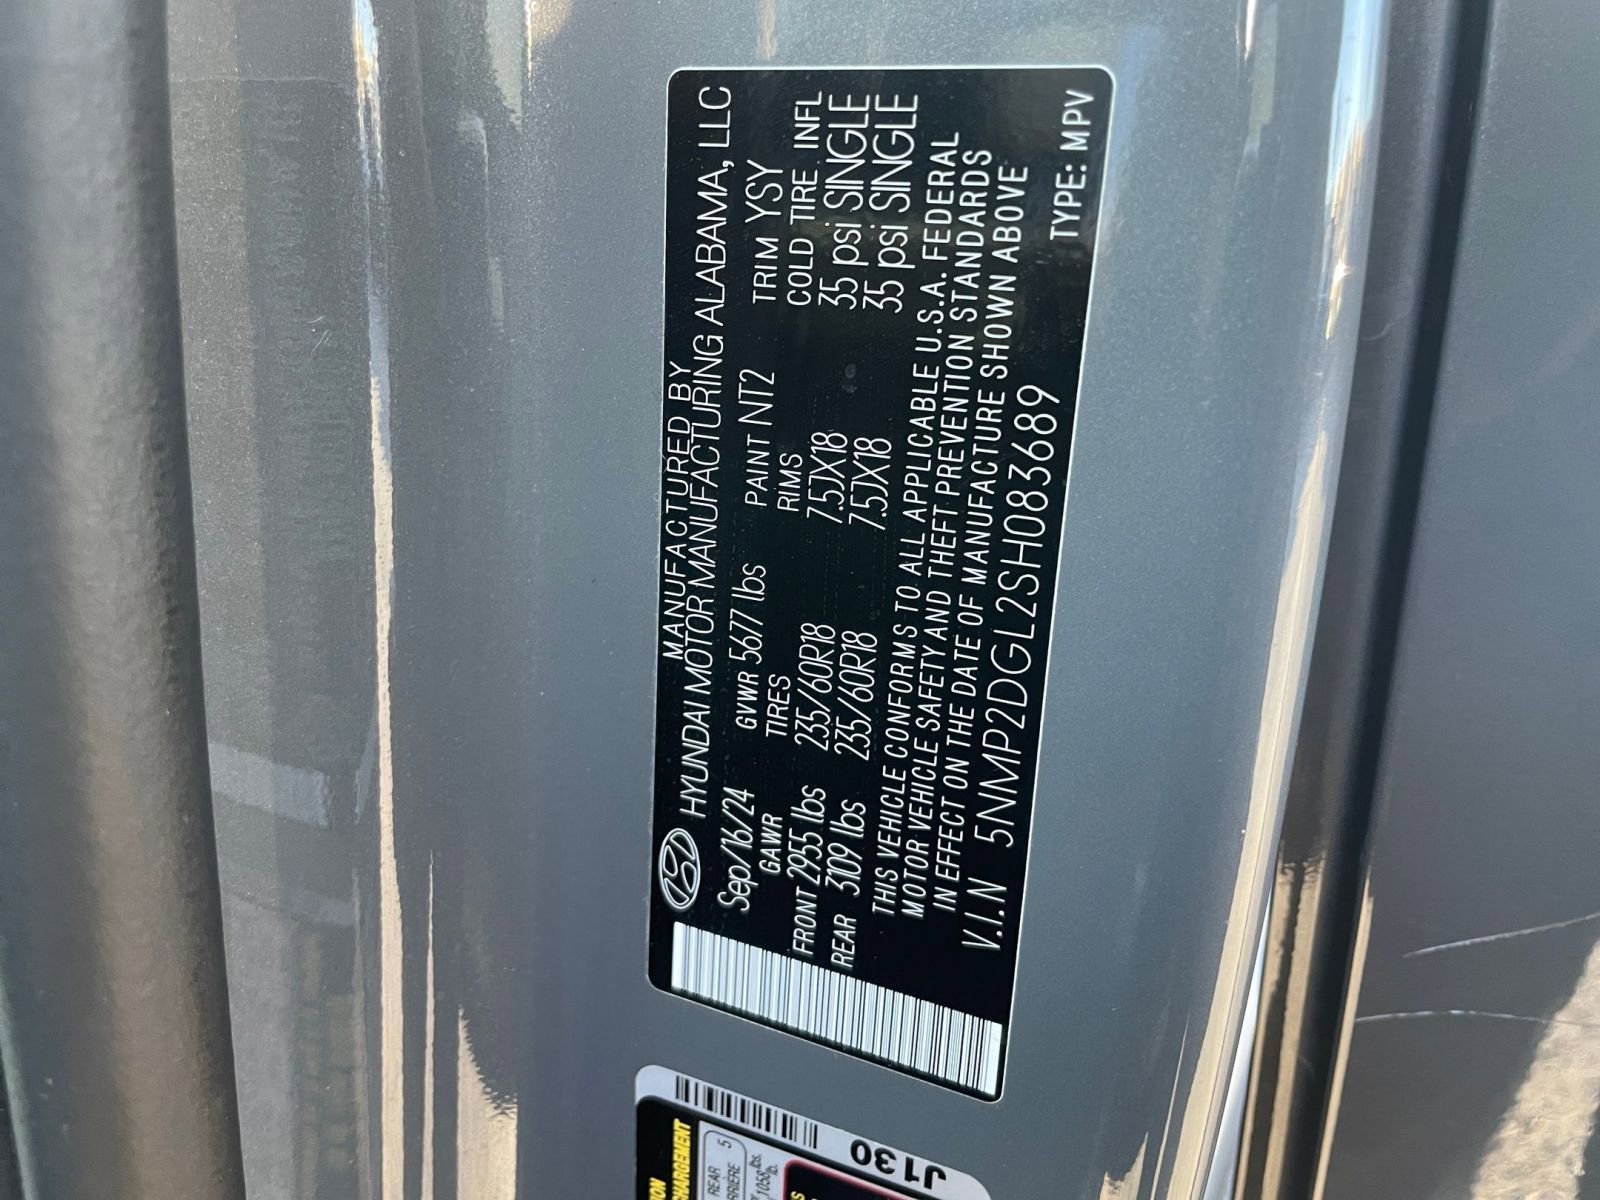 MANUFACTURED BY
HYUNDAI MOTOR MANUFACTURING ALABAMA, LLC
Sep/16/24 GVWR 5677 lbs PAINT NT2 TRIM YSY
GAWR TIRES RIMS COLD TIRE INFL
FRONT 2955 lbs 235/60R18 7.5JX18 35 psi SINGLE
REAR 3109 lbs 235/60R18 7.5JX18 35 psi SINGLE
THIS VEHICLE CONFORMS TO ALL APPLICABLE U.S.A. FEDERAL
MOTOR VEHICLE SAFETY AND THEFT PREVENTION STANDARDS
IN EFFECT ON THE DATE OF MANUFACTURE SHOWN ABOVE
V.I.N 5NMP2DGL2SH083689 TYPE: MPV
J130
REAR 5